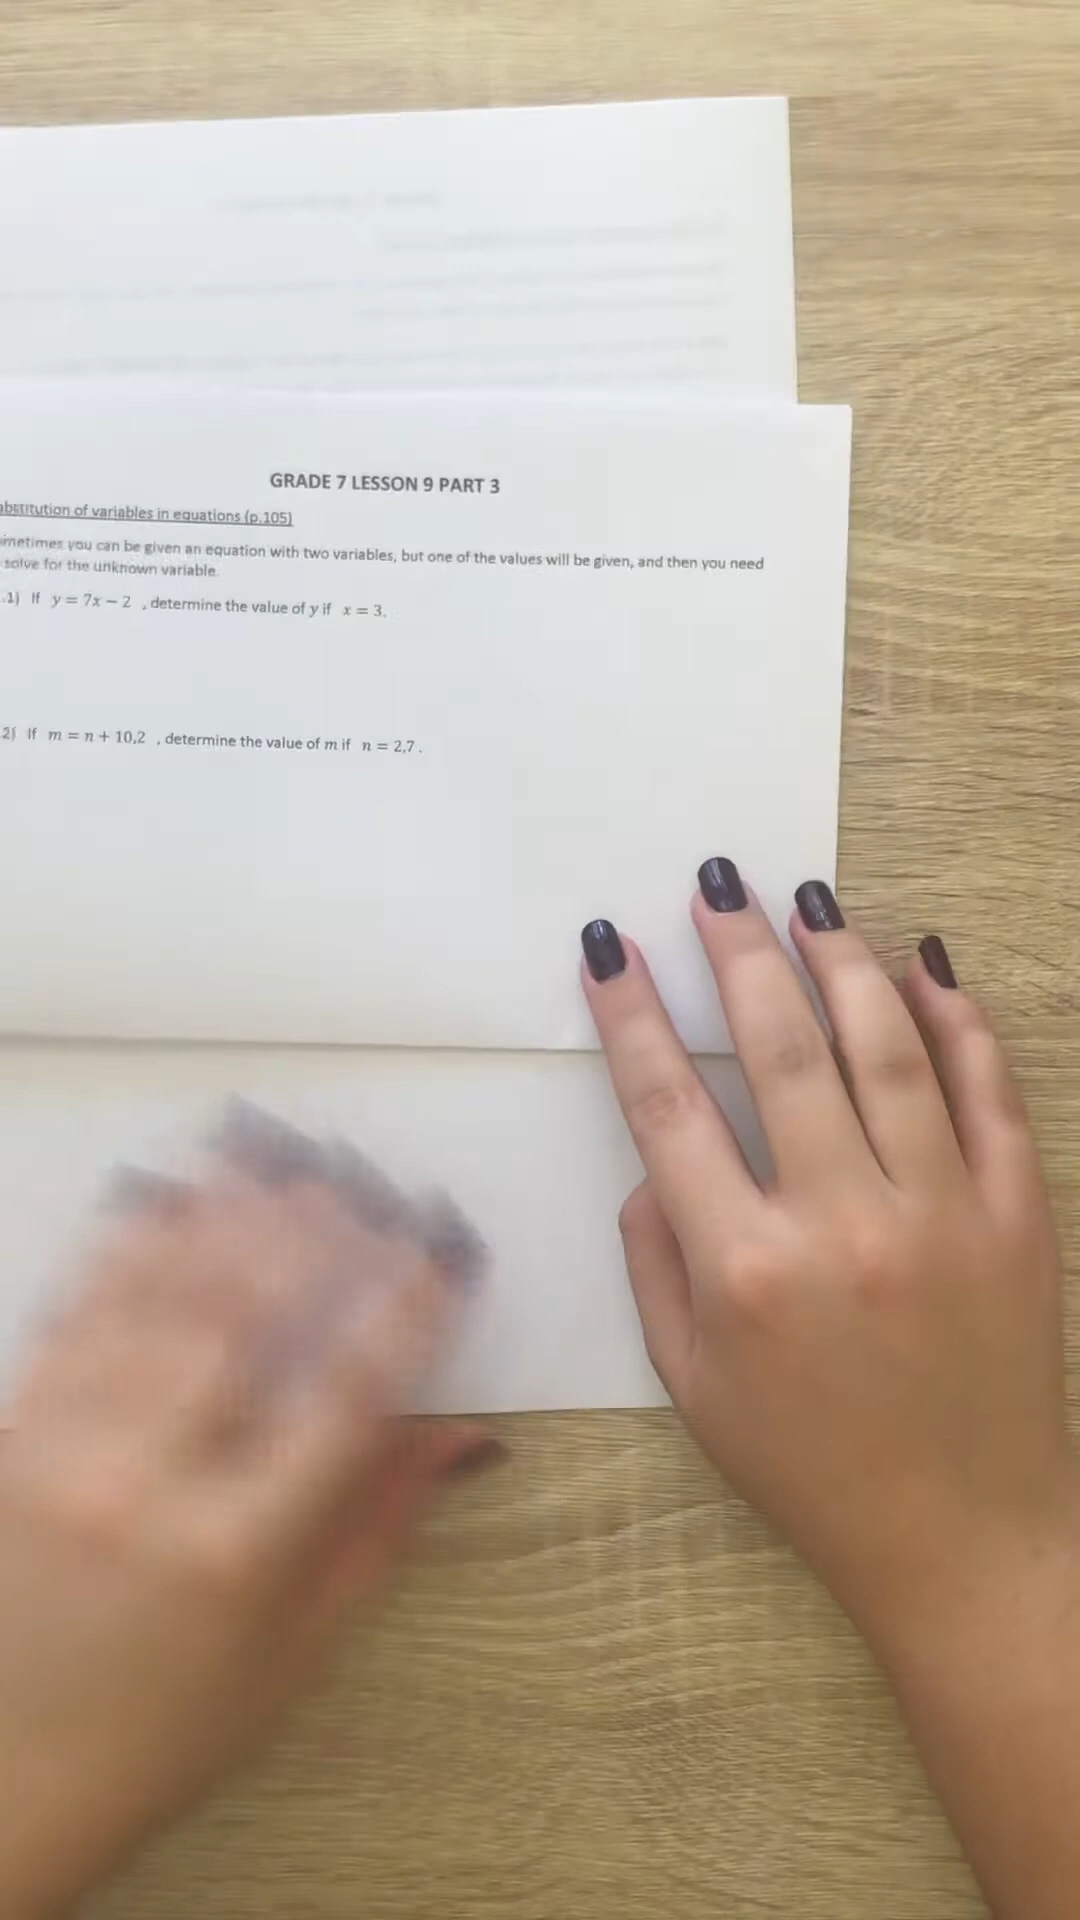 GRADE 7 LESSON 9 PART 3
of variables in equations (p.105)
you can be given an equation with two variables, but one of the values will be given, and then you need
solve for the unknown variable.
1) If y = 7x − 2 , determine the value of y if x = 3.
2) If m = n + 10,2 , determine the value of m if n = 2,7 .